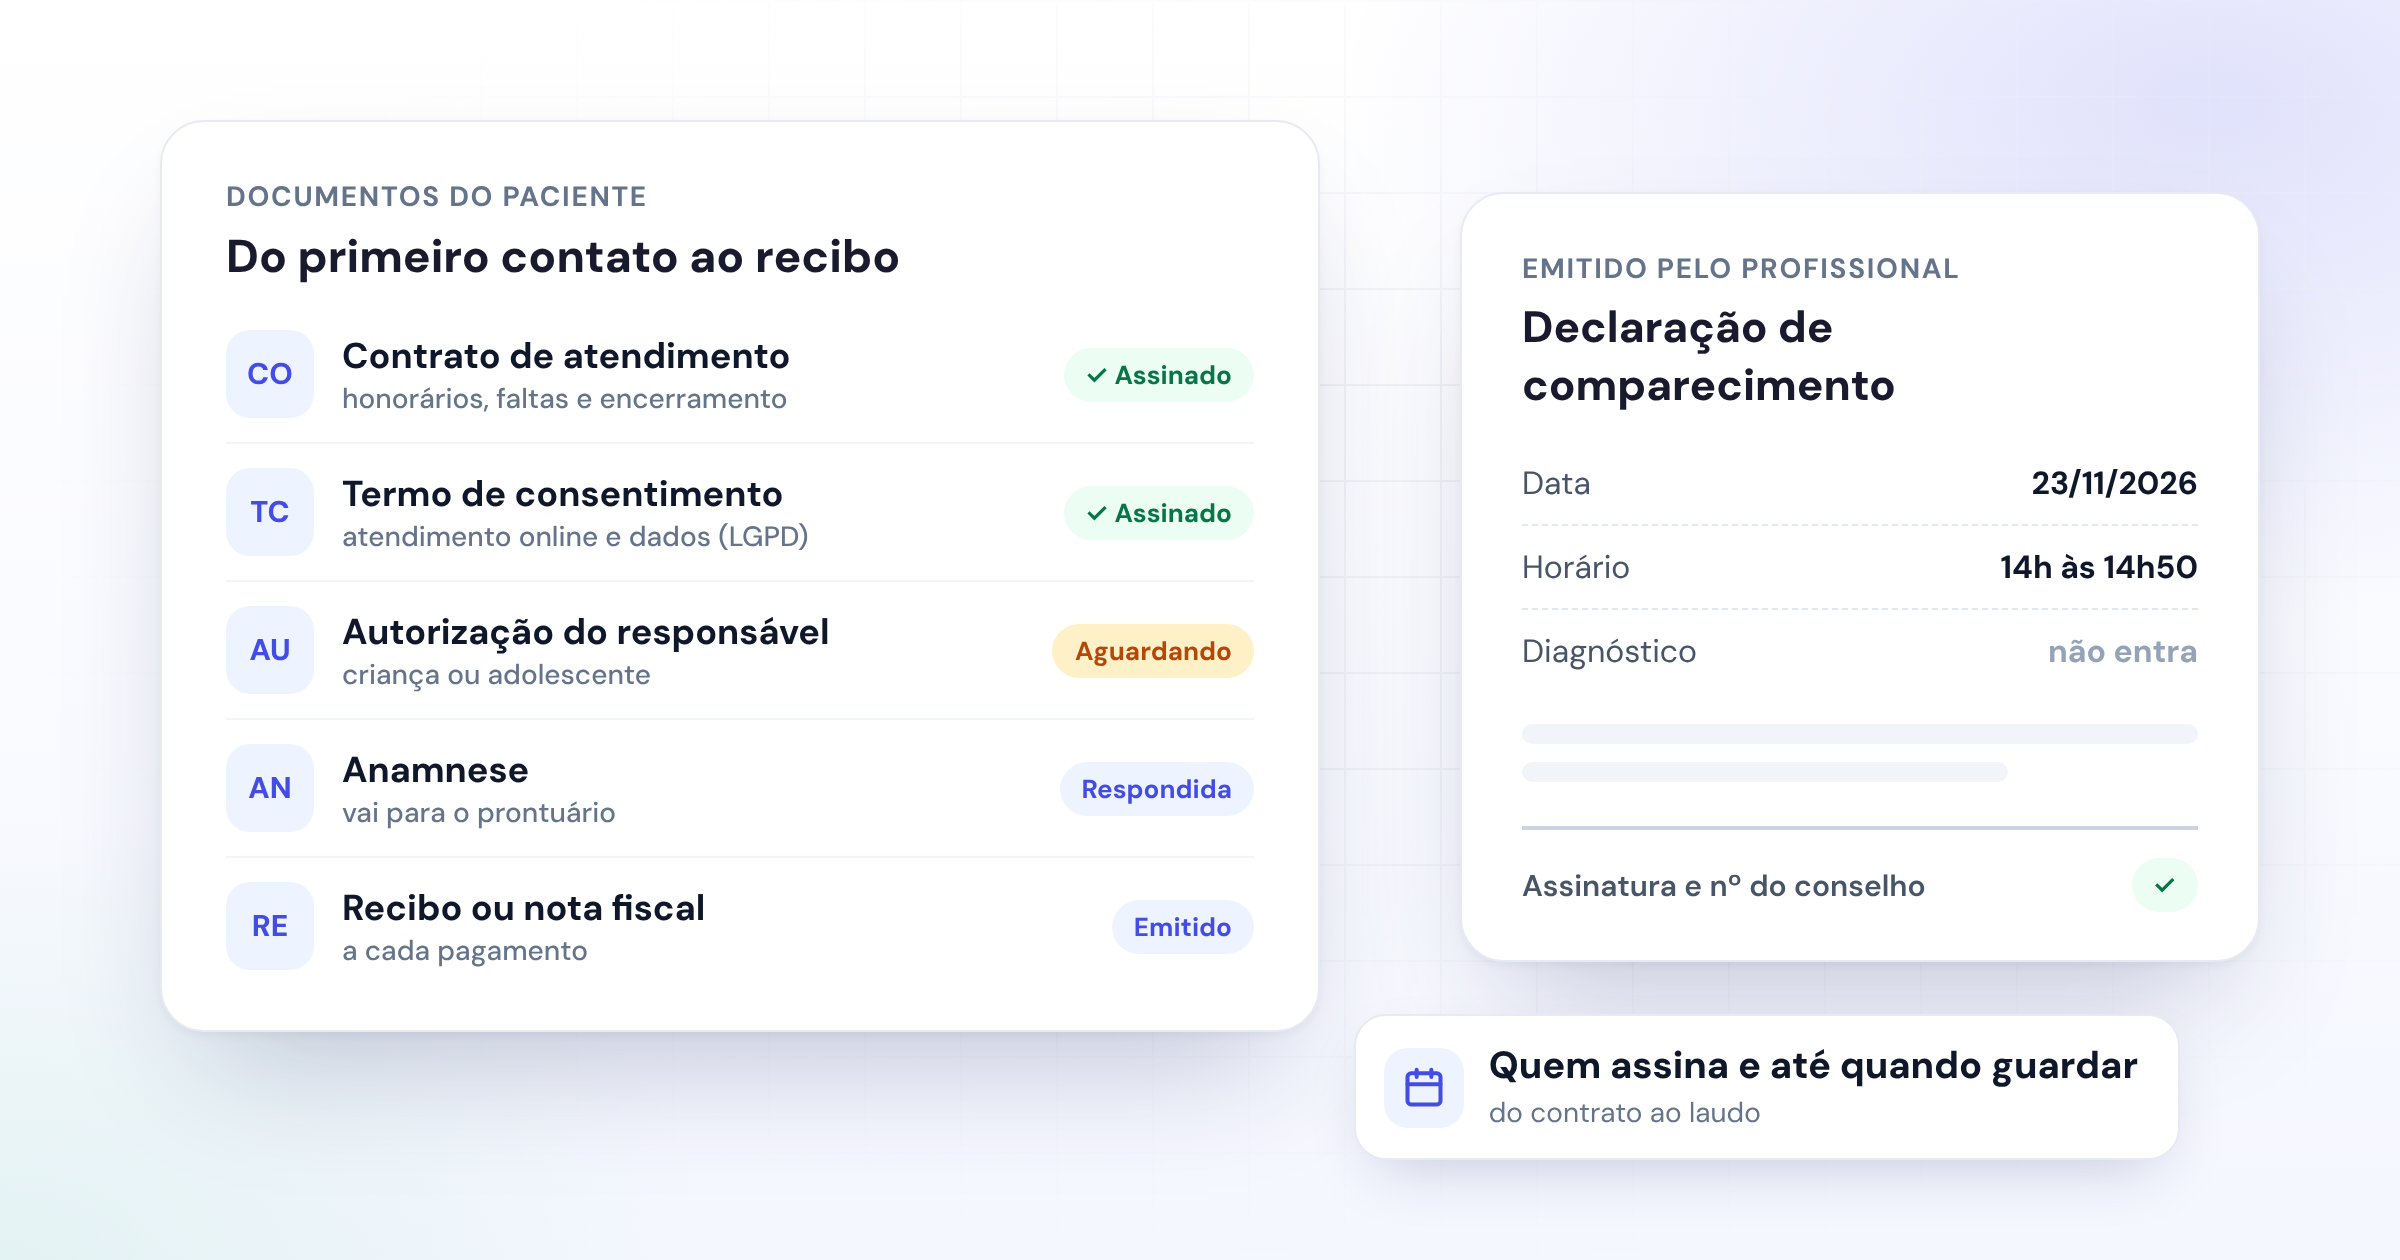 DOCUMENTOS DO PACIENTE
Do primeiro contato ao recibo
CO
Contrato de atendimento
honorários, faltas e encerramento
✓ Assinado
TC
Termo de consentimento
atendimento online e dados (LGPD)
✓ Assinado
AU
Autorização do responsável
criança ou adolescente
Aguardando
AN
Anamnese
vai para o prontuário
Respondida
RE
Recibo ou nota fiscal
a cada pagamento
Emitido
EMITIDO PELO PROFISSIONAL
Declaração de
comparecimento
Data 23/11/2026
Horário 14h às 14h50
Diagnóstico não entra
Assinatura e nº do conselho ✓
Quem assina e até quando guardar
do contrato ao laudo